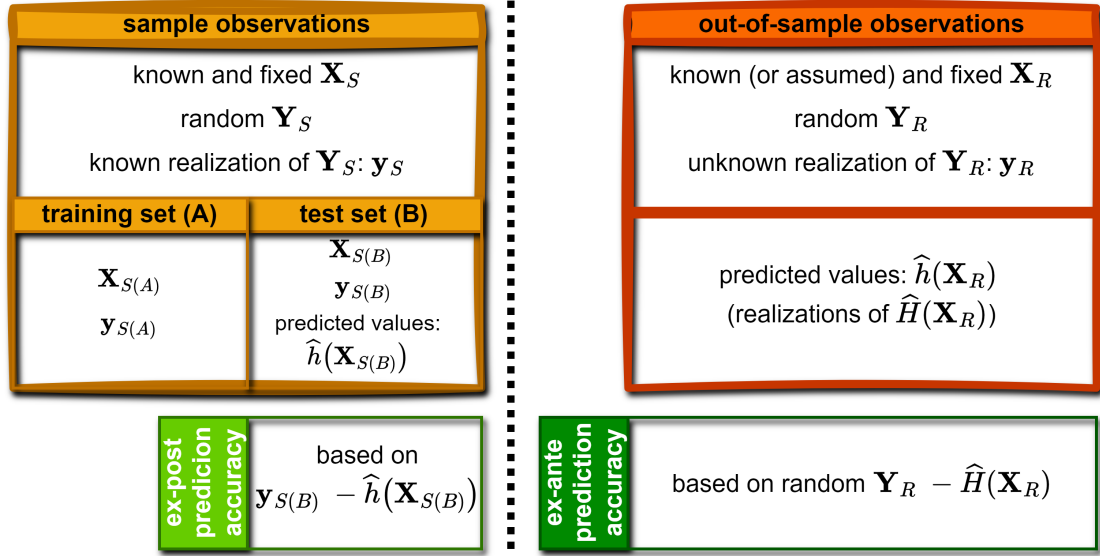 sample observations
known and fixed X_S
random Y_S
known realization of Y_S: y_S
training set (A)
X_S(A)
y_S(A)
test set (B)
X_S(B)
y_S(B)
predicted values:
ĥ(X_S(B))
ex-post
predicion
accuracy
based on
y_S(B) − ĥ(X_S(B))
out-of-sample observations
known (or assumed) and fixed X_R
random Y_R
unknown realization of Y_R: y_R
predicted values: ĥ(X_R)
(realizations of Ĥ(X_R))
ex-ante
prediction
accuracy
based on random Y_R − Ĥ(X_R)